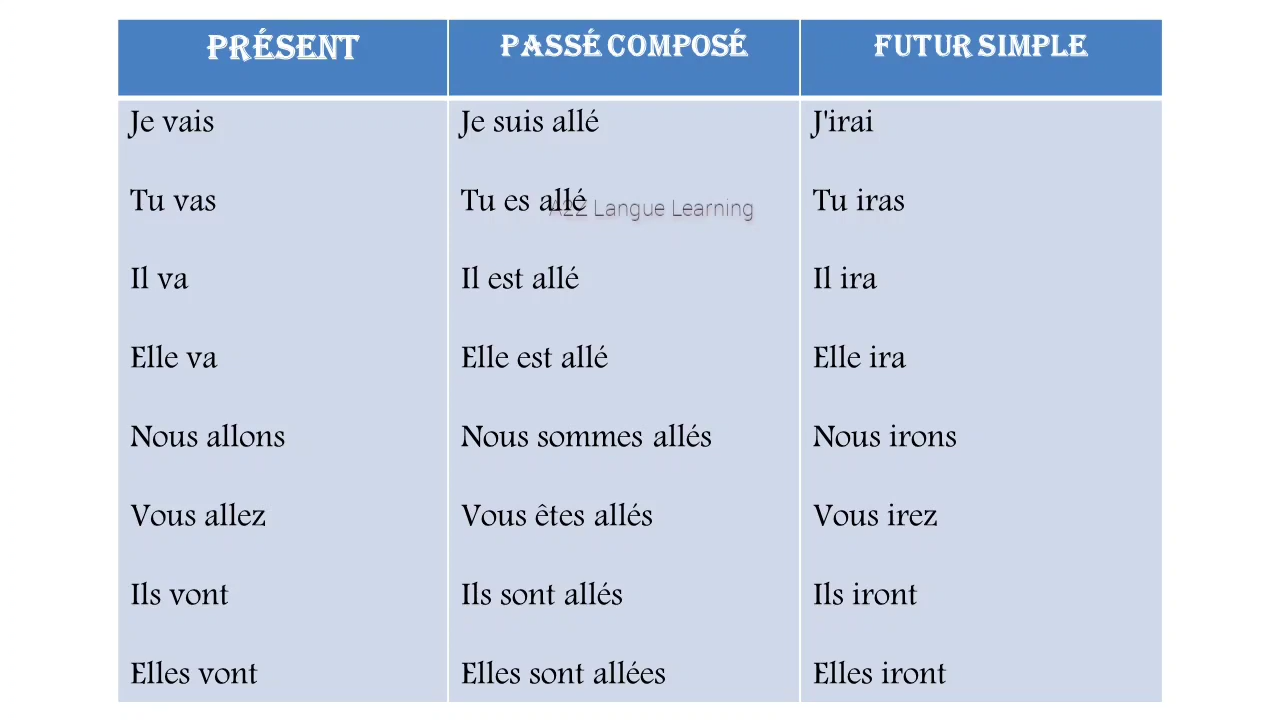 PRÉSENT PASSÉ COMPOSÉ FUTUR SIMPLE
Je vais Je suis allé J'irai
Tu vas Tu es allé Tu iras
A2Z Langue Learning
Il va Il est allé Il ira
Elle va Elle est allé Elle ira
Nous allons Nous sommes allés Nous irons
Vous allez Vous êtes allés Vous irez
Ils vont Ils sont allés Ils iront
Elles vont Elles sont allées Elles iront